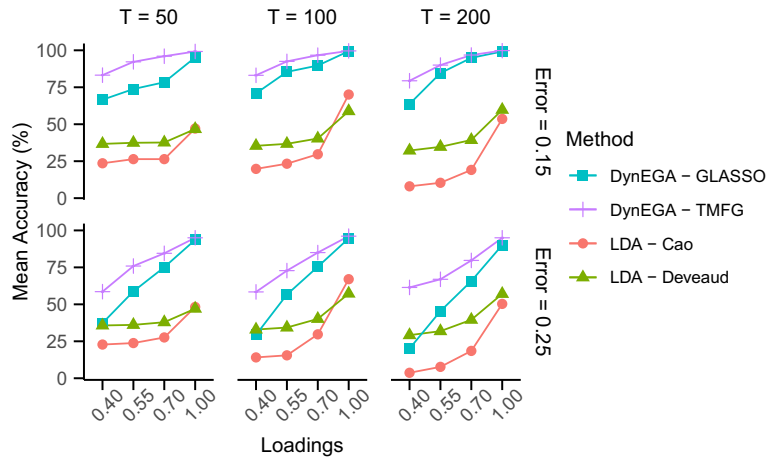 T = 50
T = 100
T = 200
Mean Accuracy (%)
100
75
50
25
0
Error = 0.15
100
75
50
25
0
Error = 0.25
0.40
0.55
0.70
1.00
0.40
0.55
0.70
1.00
0.40
0.55
0.70
1.00
Loadings
Method
DynEGA − GLASSO
DynEGA − TMFG
LDA − Cao
LDA − Deveaud